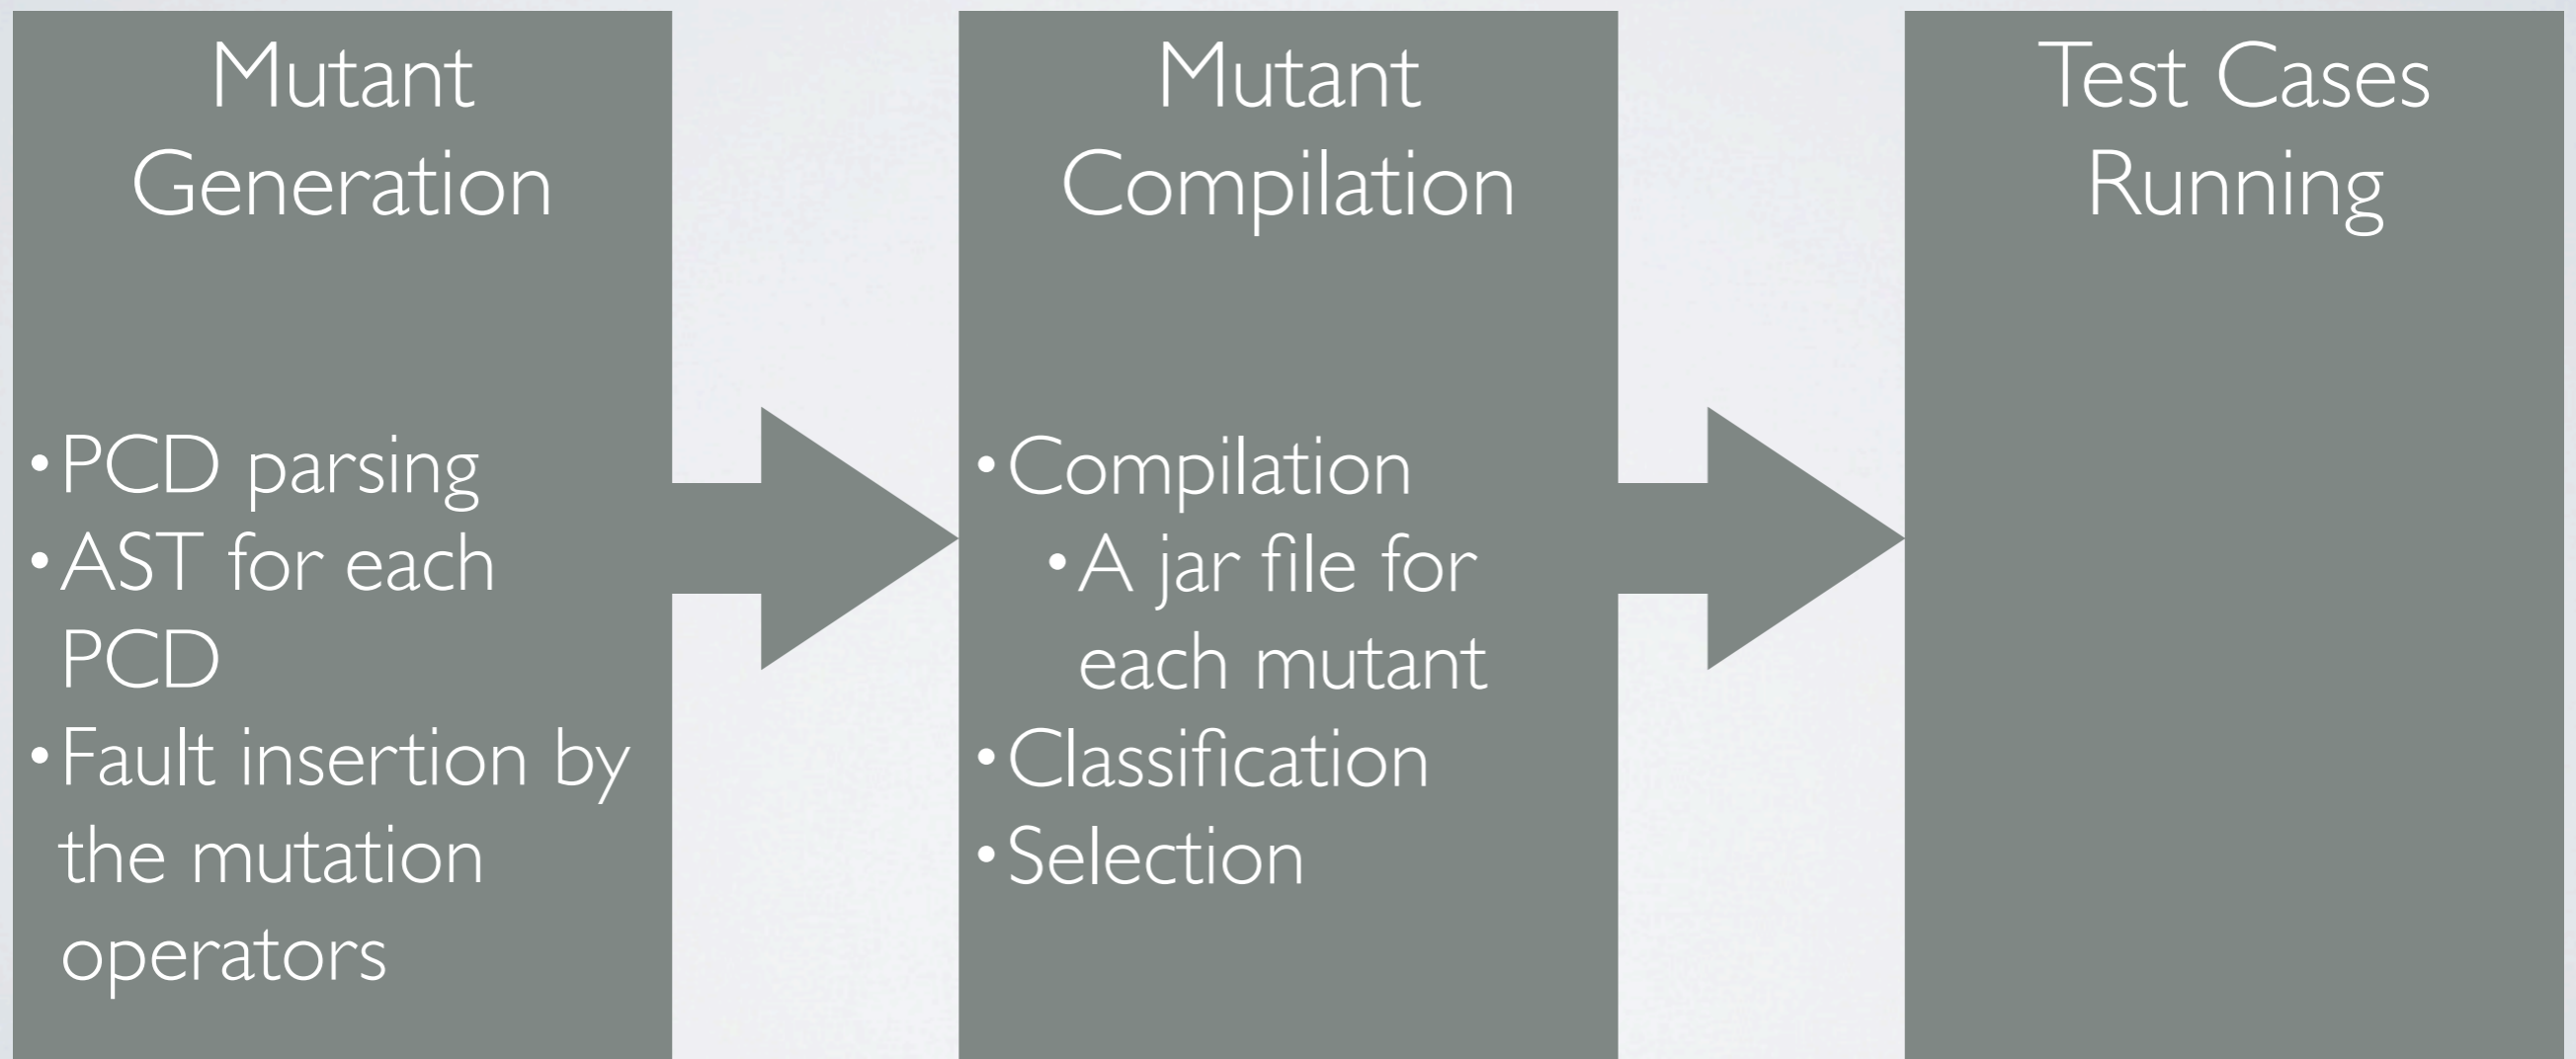 Mutant
Generation
•PCD parsing
•AST for each
PCD
•Fault insertion by
the mutation
operators
Mutant
Compilation
•Compilation
•A jar file for
each mutant
•Classification
•Selection
Test Cases
Running